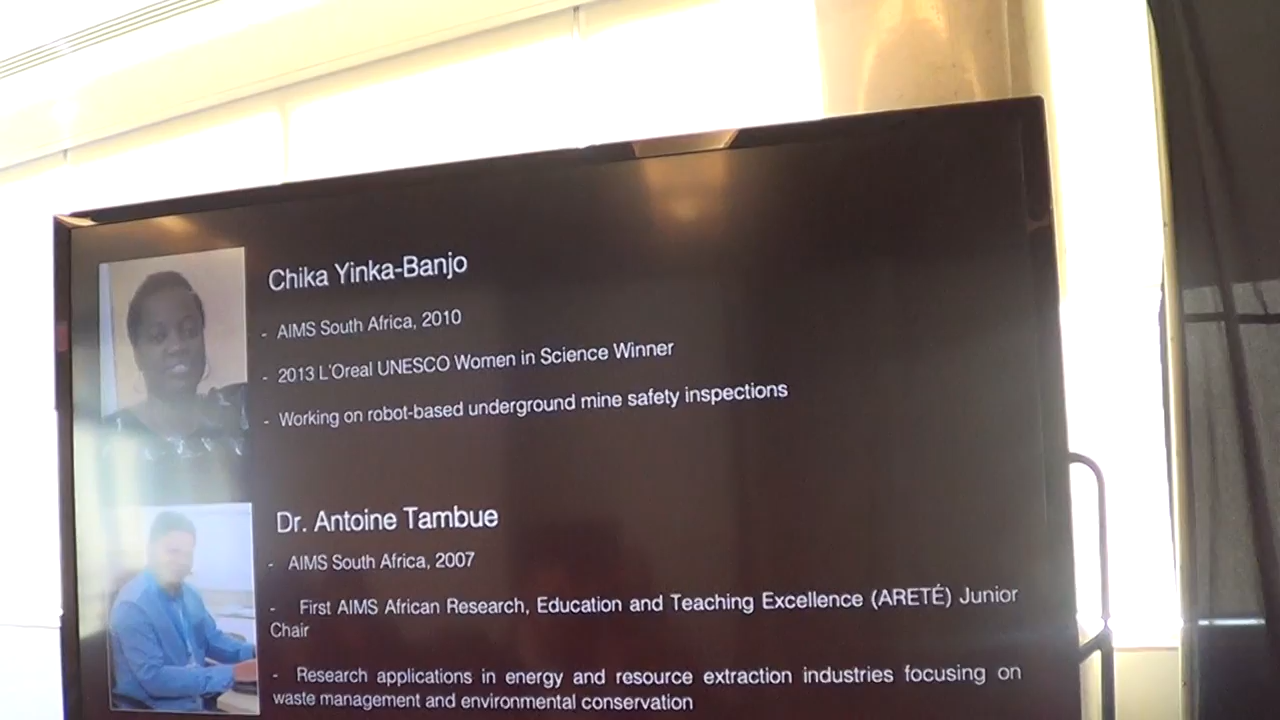 Chika Yinka-Banjo
- AIMS South Africa, 2010
- 2013 L'Oreal UNESCO Women in Science Winner
- Working on robot-based underground mine safety inspections
Dr. Antoine Tambue
- AIMS South Africa, 2007
- First AIMS African Research, Education and Teaching Excellence (ARETÉ) Junior
Chair
- Research applications in energy and resource extraction industries focusing on
waste management and environmental conservation